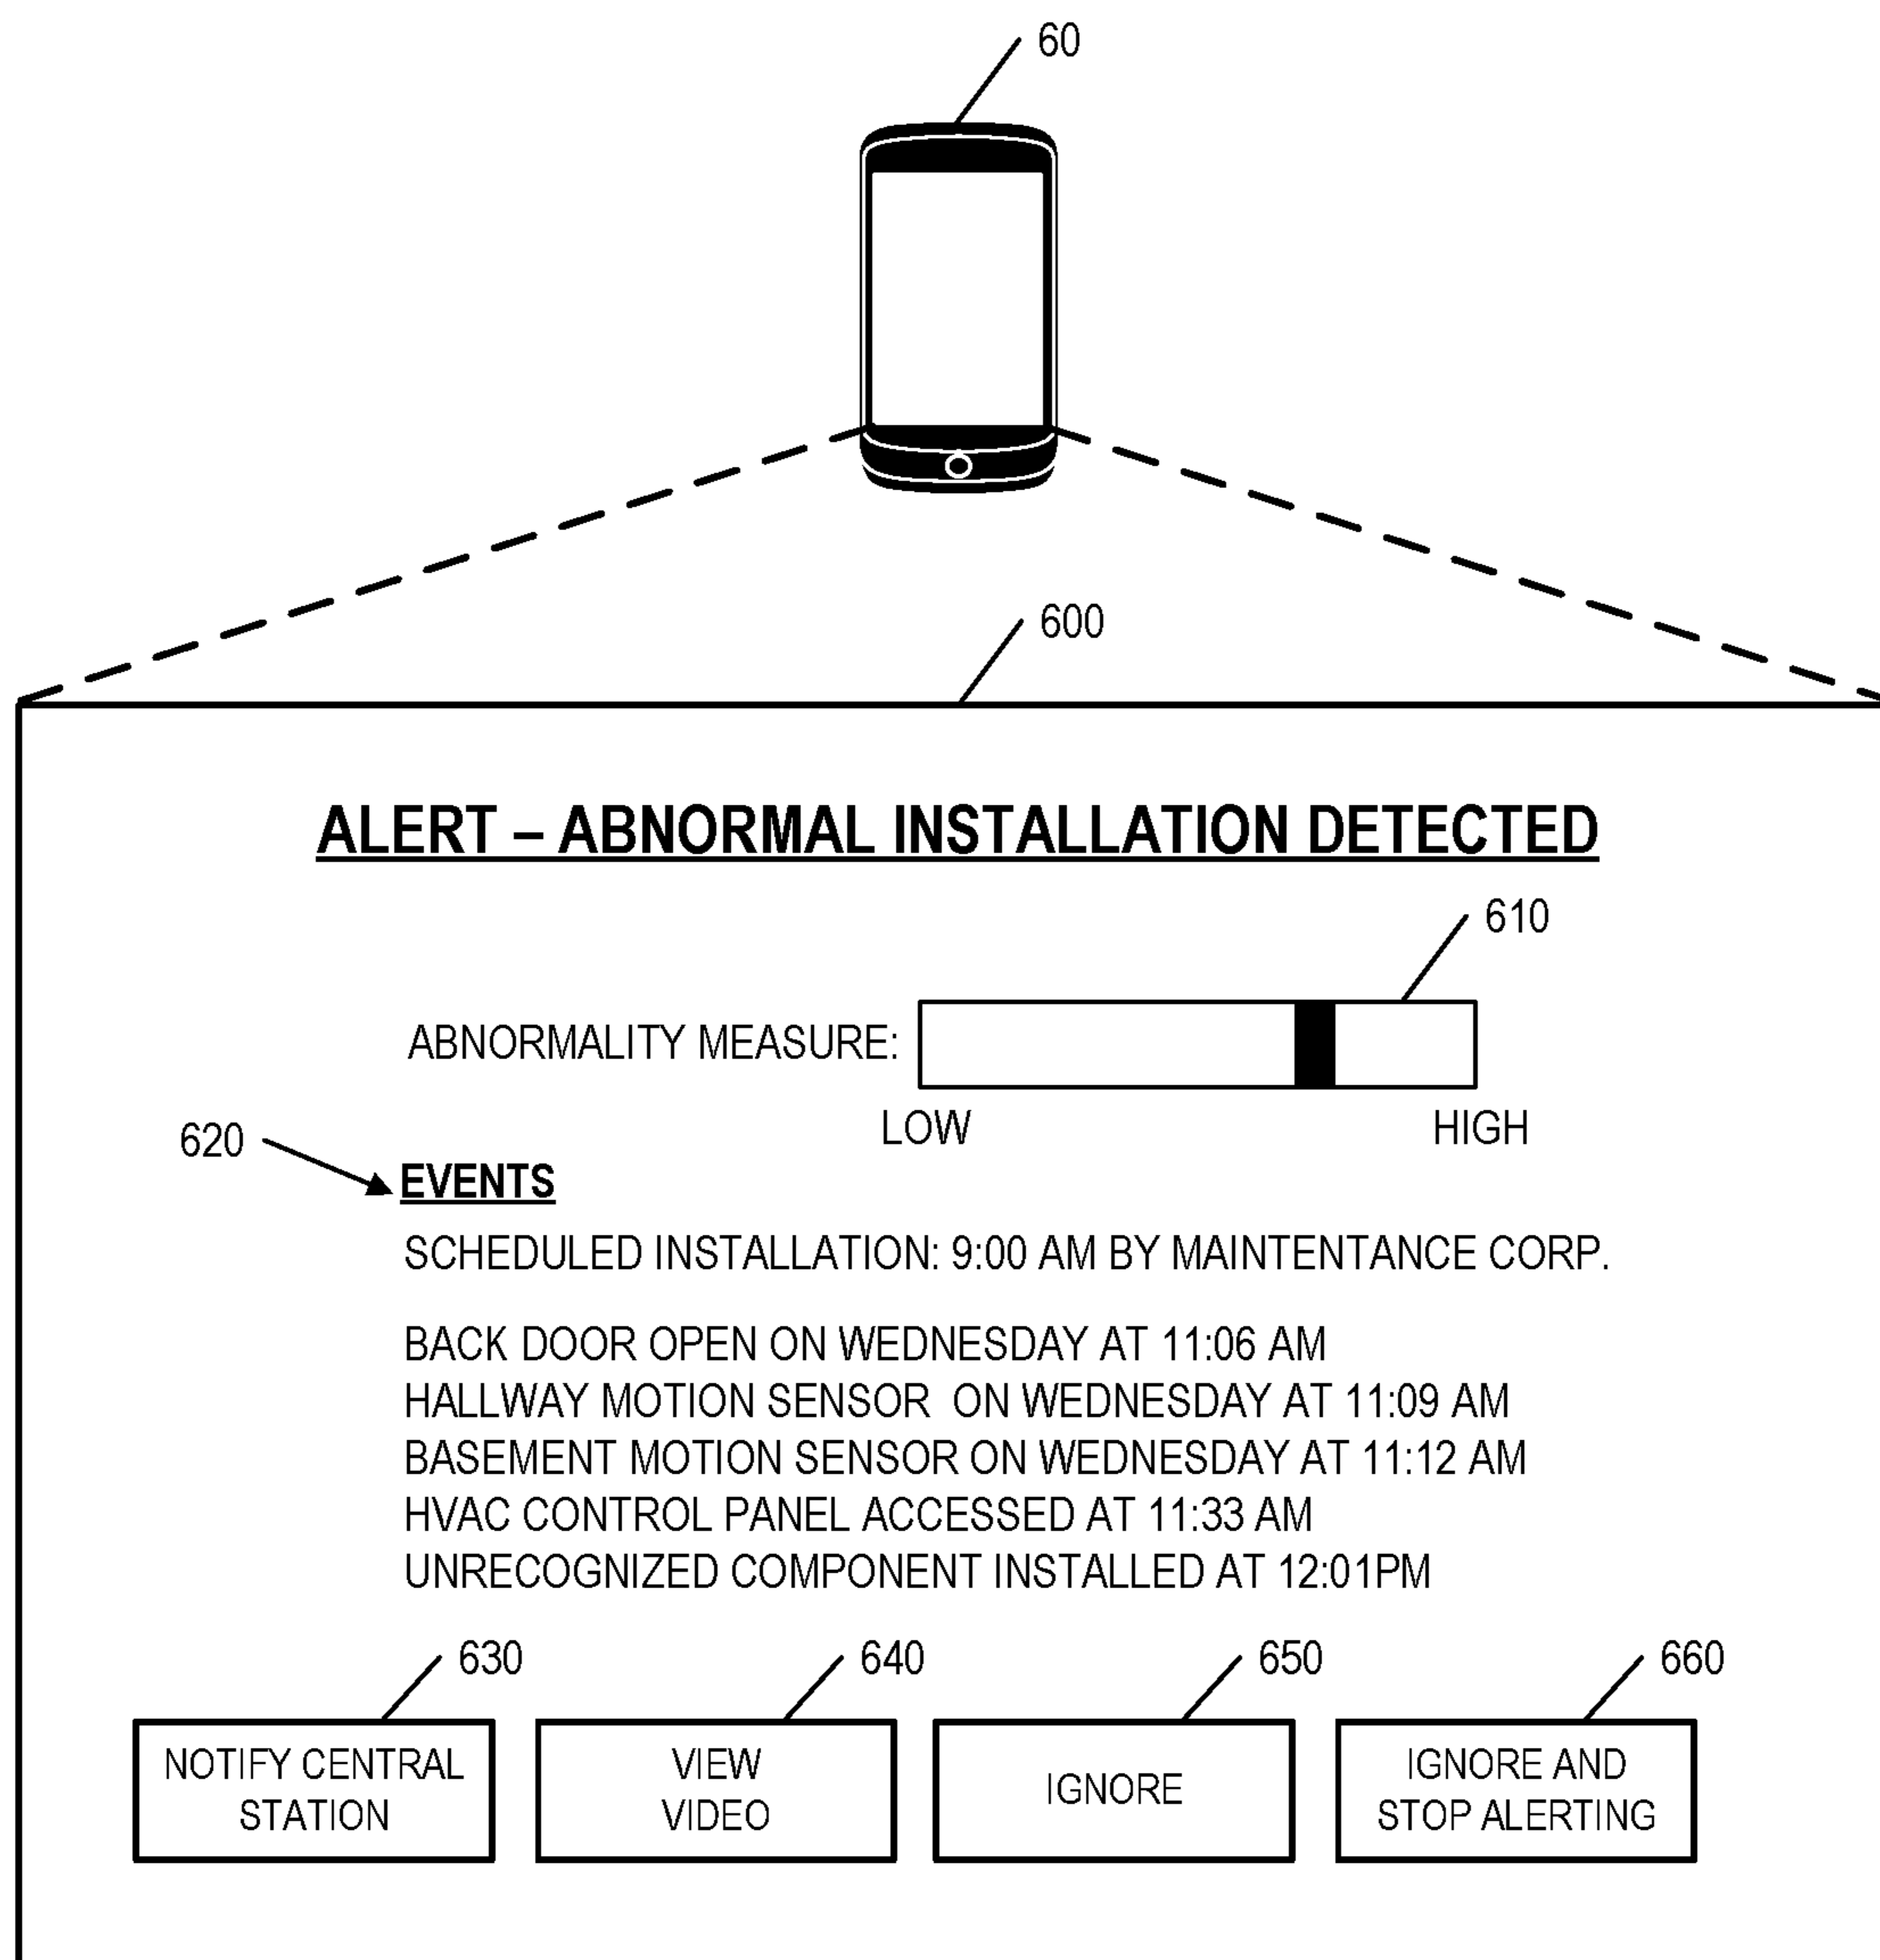 60
600
ALERT – ABNORMAL INSTALLATION DETECTED
610
ABNORMALITY MEASURE:
LOW HIGH
620
EVENTS
SCHEDULED INSTALLATION: 9:00 AM BY MAINTENTANCE CORP.
BACK DOOR OPEN ON WEDNESDAY AT 11:06 AM
HALLWAY MOTION SENSOR ON WEDNESDAY AT 11:09 AM
BASEMENT MOTION SENSOR ON WEDNESDAY AT 11:12 AM
HVAC CONTROL PANEL ACCESSED AT 11:33 AM
UNRECOGNIZED COMPONENT INSTALLED AT 12:01PM
630 640 650 660
NOTIFY CENTRAL
STATION
VIEW
VIDEO
IGNORE
IGNORE AND
STOP ALERTING